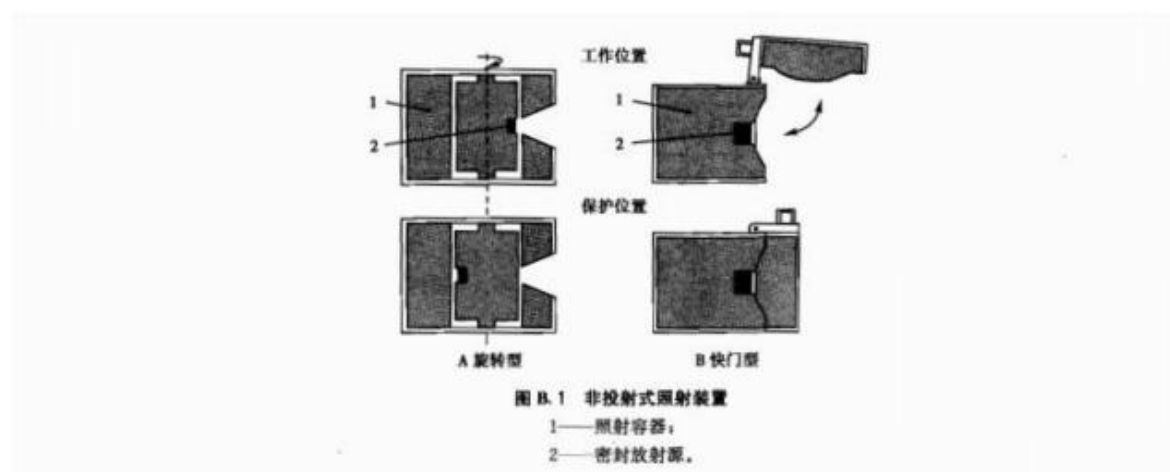 工作位置
1
2
1
2
保护位置
A 旋转型
B 快门型
图 B.1 非投射式照射装置
1——照射容器;
2——密封放射源。